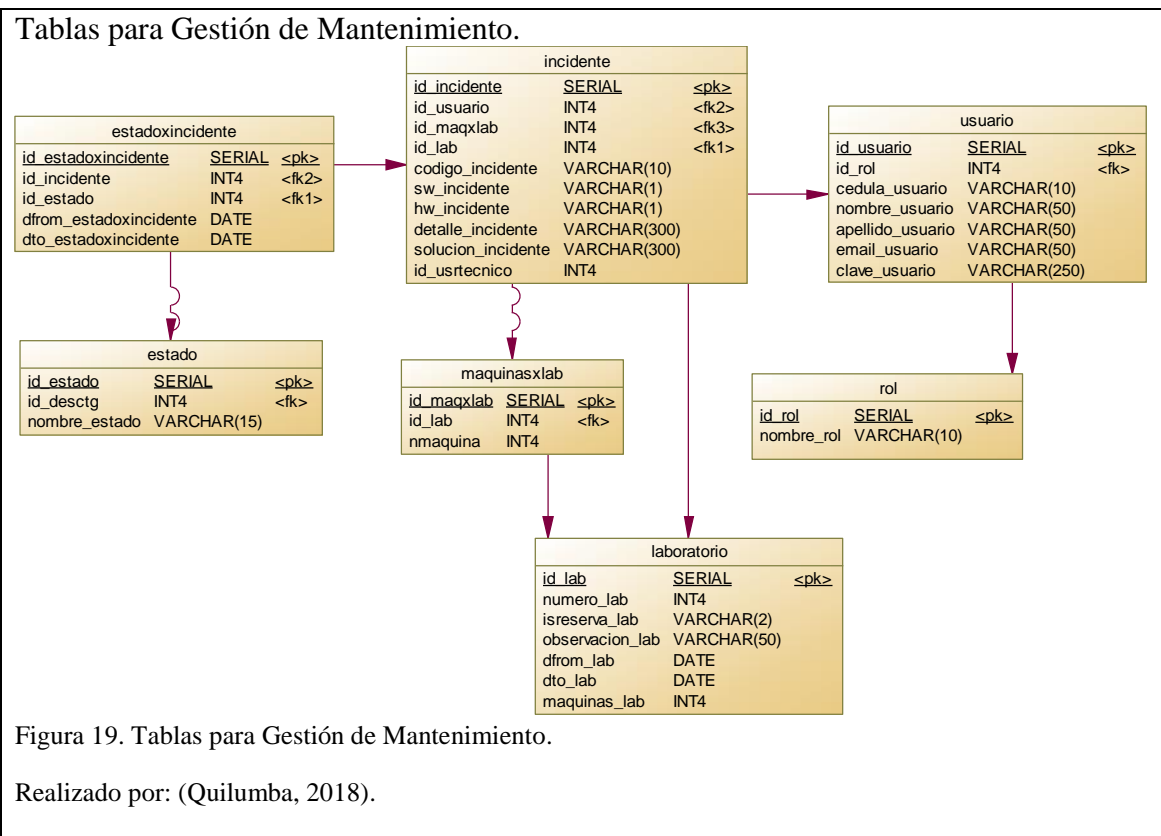 Tablas para Gestión de Mantenimiento.
incidente
id_incidente SERIAL <pk>
id_usuario INT4 <fk2>
id_maqxlab INT4 <fk3>
id_lab INT4 <fk1>
codigo_incidente VARCHAR(10)
sw_incidente VARCHAR(1)
hw_incidente VARCHAR(1)
detalle_incidente VARCHAR(300)
solucion_incidente VARCHAR(300)
id_usrtecnico INT4
estadoxincidente
id_estadoxincidente SERIAL <pk>
id_incidente INT4 <fk2>
id_estado INT4 <fk1>
dfrom_estadoxincidente DATE
dto_estadoxincidente DATE
usuario
id_usuario SERIAL <pk>
id_rol INT4 <fk>
cedula_usuario VARCHAR(10)
nombre_usuario VARCHAR(50)
apellido_usuario VARCHAR(50)
email_usuario VARCHAR(50)
clave_usuario VARCHAR(250)
estado
id_estado SERIAL <pk>
id_desctg INT4 <fk>
nombre_estado VARCHAR(15)
maquinasxlab
id_maqxlab SERIAL <pk>
id_lab INT4 <fk>
nmaquina INT4
rol
id_rol SERIAL <pk>
nombre_rol VARCHAR(10)
laboratorio
id_lab SERIAL <pk>
numero_lab INT4
isreserva_lab VARCHAR(2)
observacion_lab VARCHAR(50)
dfrom_lab DATE
dto_lab DATE
maquinas_lab INT4
Figura 19. Tablas para Gestión de Mantenimiento.
Realizado por: (Quilumba, 2018).